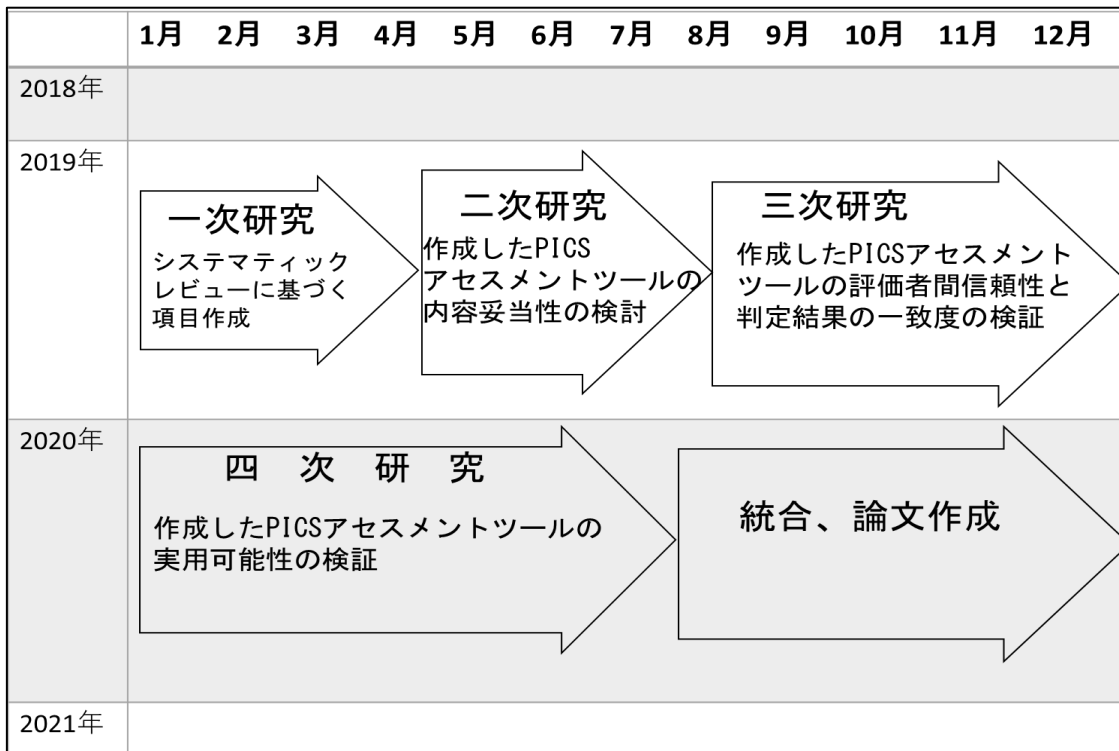 1月 2月 3月 4月 5月 6月 7月 8月 9月 10月 11月 12月
2018年
2019年
一次研究
システマティック
レビューに基づく
項目作成
二次研究
作成したPICS
アセスメントツールの
内容妥当性の検討
三次研究
作成したPICSアセスメント
ツールの評価者間信頼性と
判定結果の一致度の検証
2020年
四 次 研 究
作成したPICSアセスメントツールの
実用可能性の検証
統合、論文作成
2021年